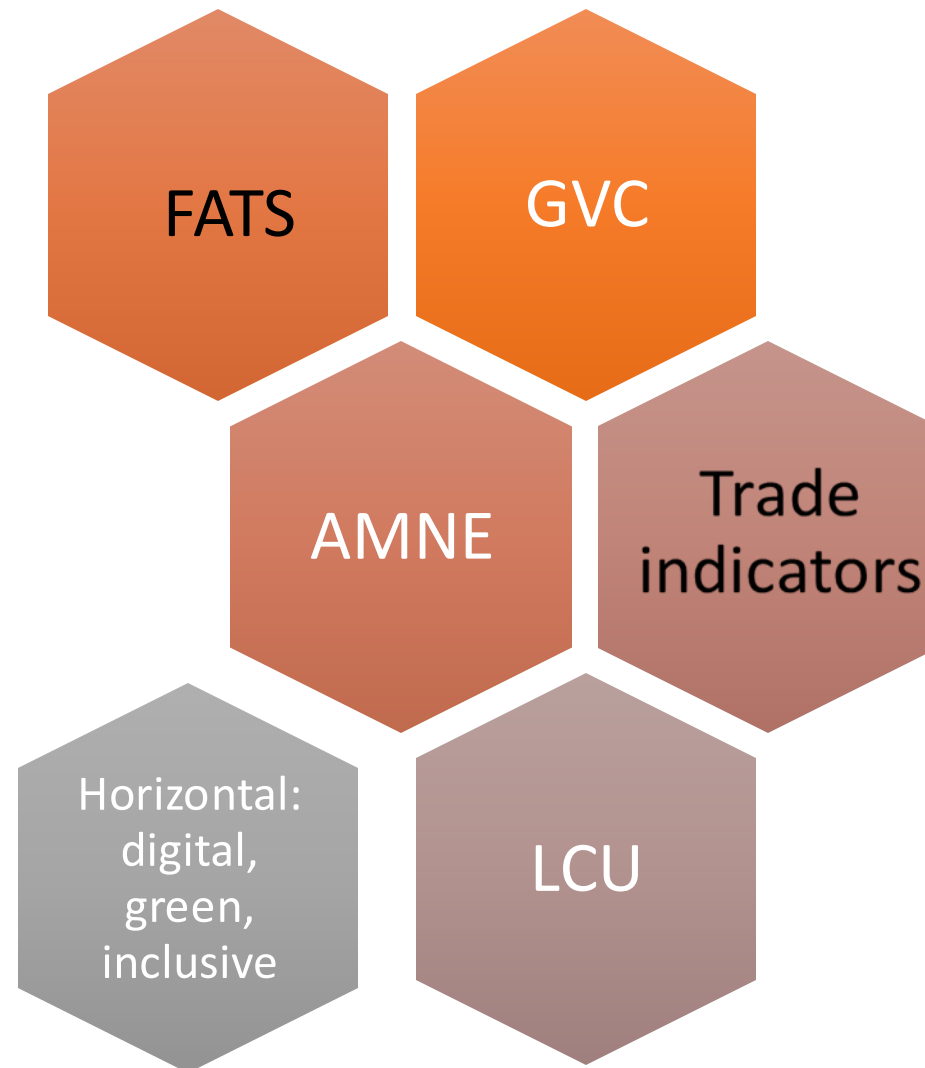 FATS
GVC
AMNE
Trade
indicators
Horizontal:
digital,
green,
inclusive
LCU